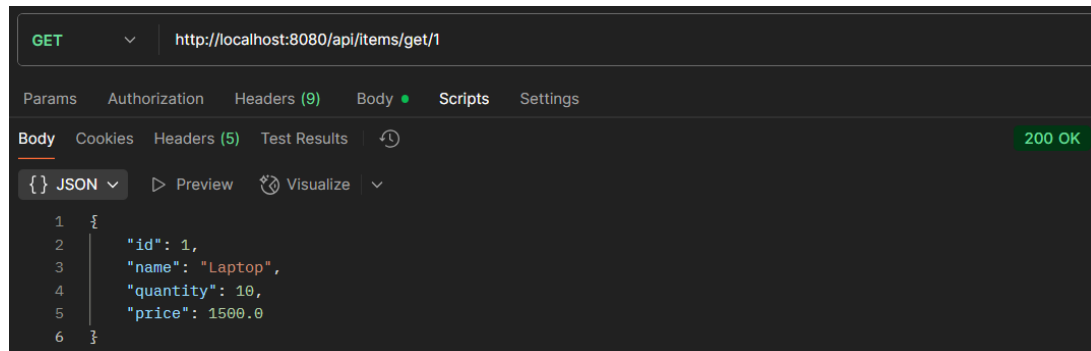 GET http://localhost:8080/api/items/get/1
Params Authorization Headers (9) Body Scripts Settings
Body Cookies Headers (5) Test Results 200 OK
{} JSON Preview Visualize
1 {
2 "id": 1,
3 "name": "Laptop",
4 "quantity": 10,
5 "price": 1500.0
6 }